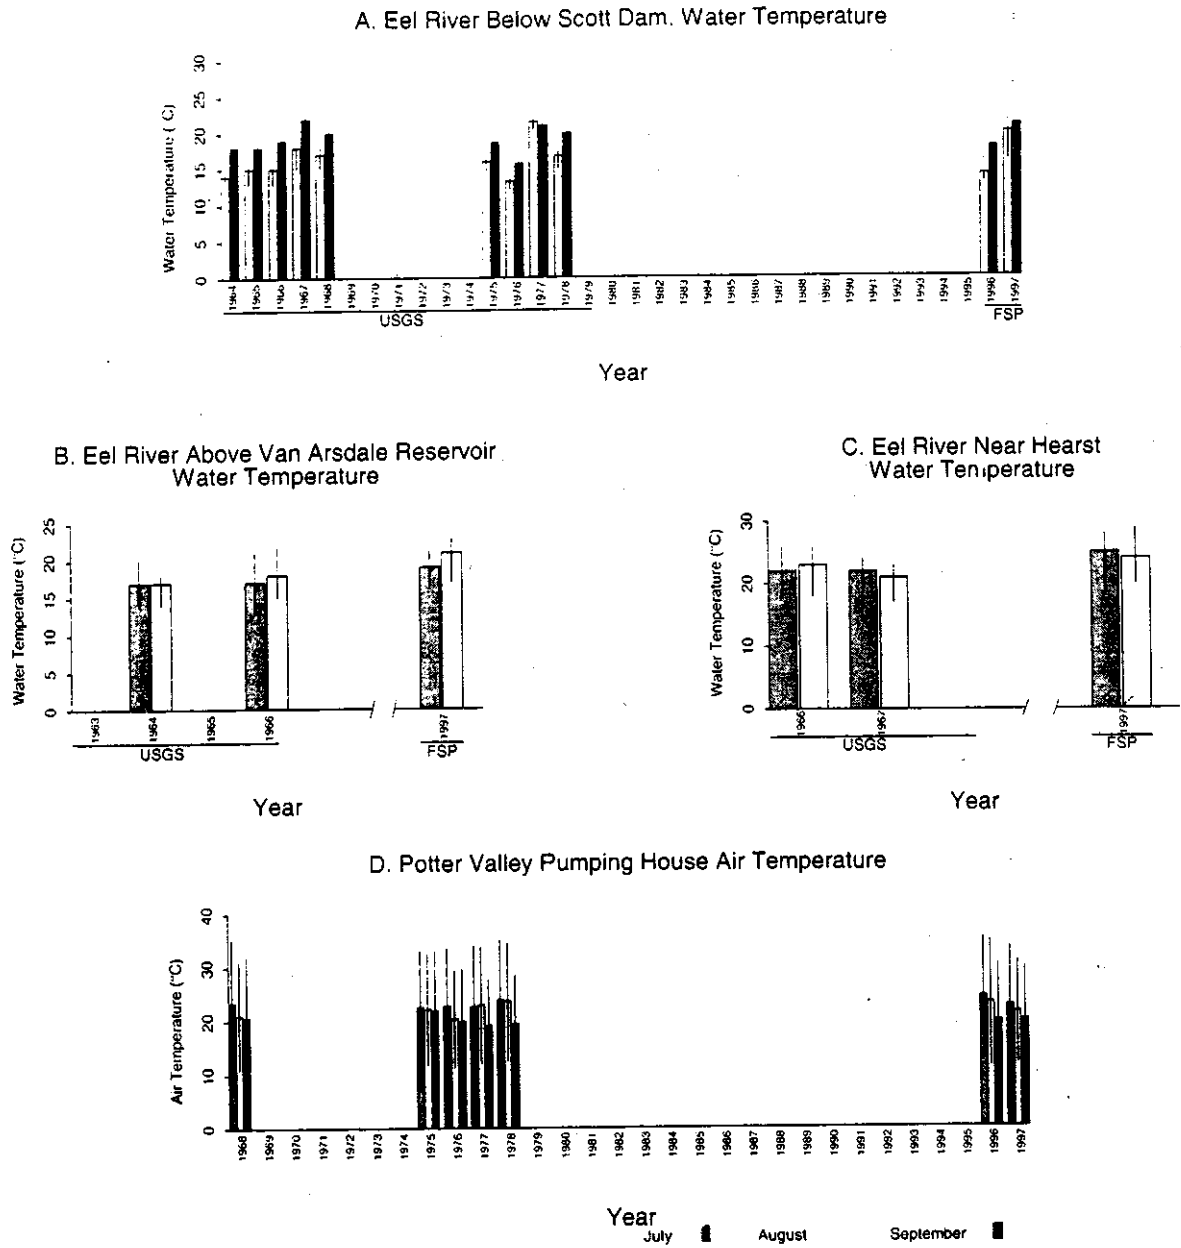 A. Eel River Below Scott Dam. Water Temperature
Water Temperature (°C)
0 5 10 15 20 25 30
1964 1965 1966 1967 1968 1969 1970 1971 1972 1973 1974 1975 1976 1977 1978 1979 1980 1981 1982 1983 1984 1985 1986 1987 1988 1989 1990 1991 1992 1993 1994 1995 1996 1997
USGS
FSP
Year
B. Eel River Above Van Arsdale Reservoir
Water Temperature
Water Temperature (°C)
0 5 10 15 20 25
1963 1964 1965 1966 1997
USGS
FSP
Year
C. Eel River Near Hearst
Water Temperature
Water Temperature (°C)
0 10 20 30
1966 1967 1997
USGS
FSP
Year
D. Potter Valley Pumping House Air Temperature
Air Temperature (°C)
0 10 20 30 40
1968 1969 1970 1971 1972 1973 1974 1975 1976 1977 1978 1979 1980 1981 1982 1983 1984 1985 1986 1987 1988 1989 1990 1991 1992 1993 1994 1995 1996 1997
Year
July August September